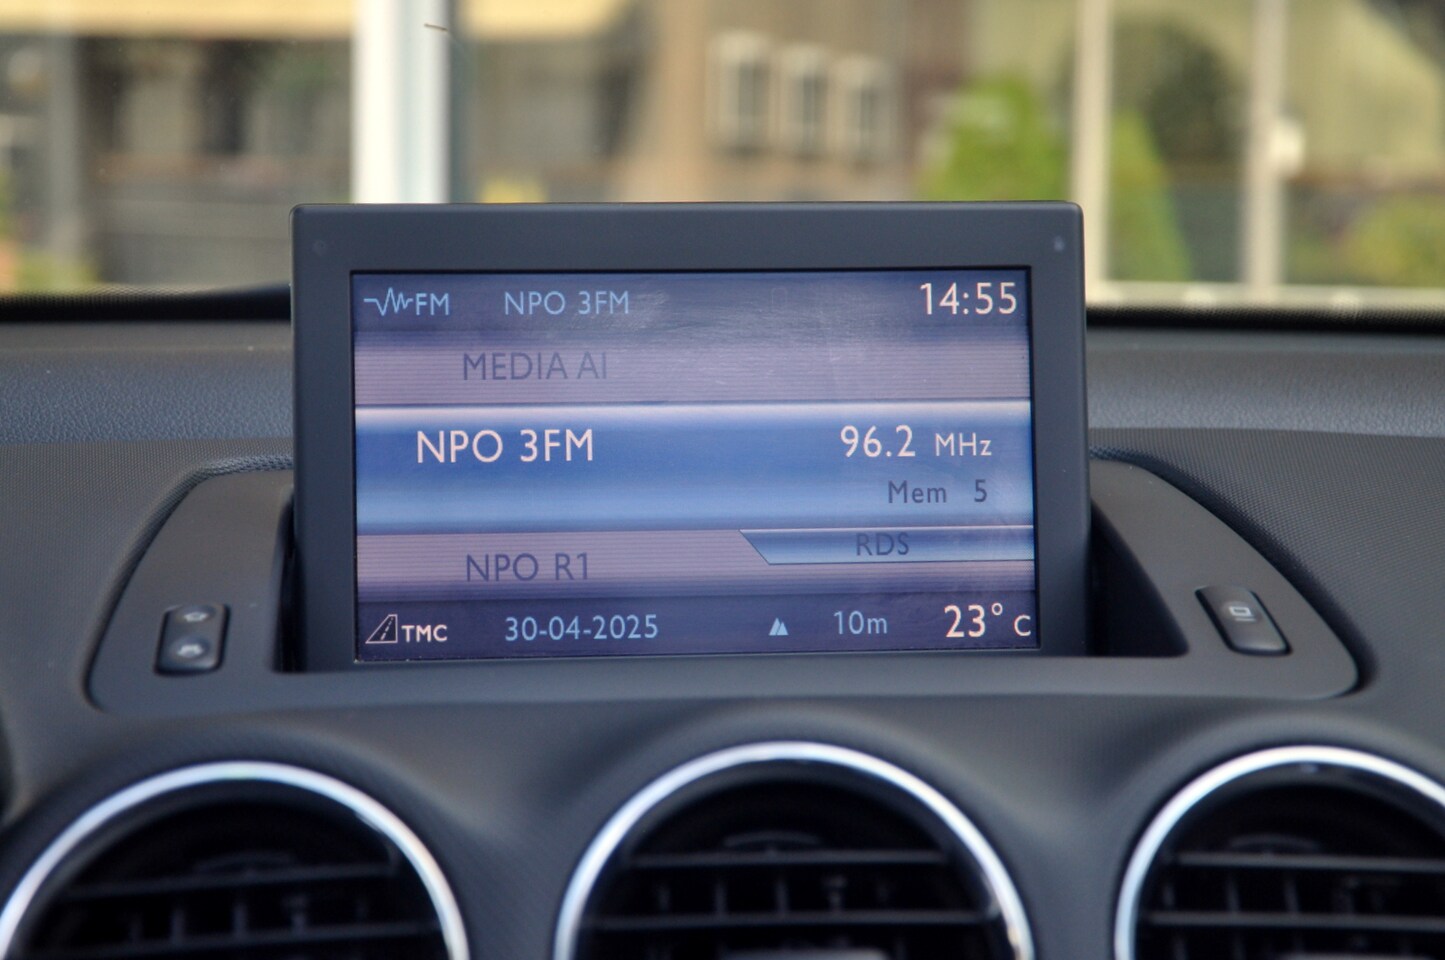 FM NPO 3FM 14:55
MEDIA AI
NPO 3FM 96.2 MHz
Mem 5
RDS
NPO R1
TMC 30-04-2025 10m 23° C